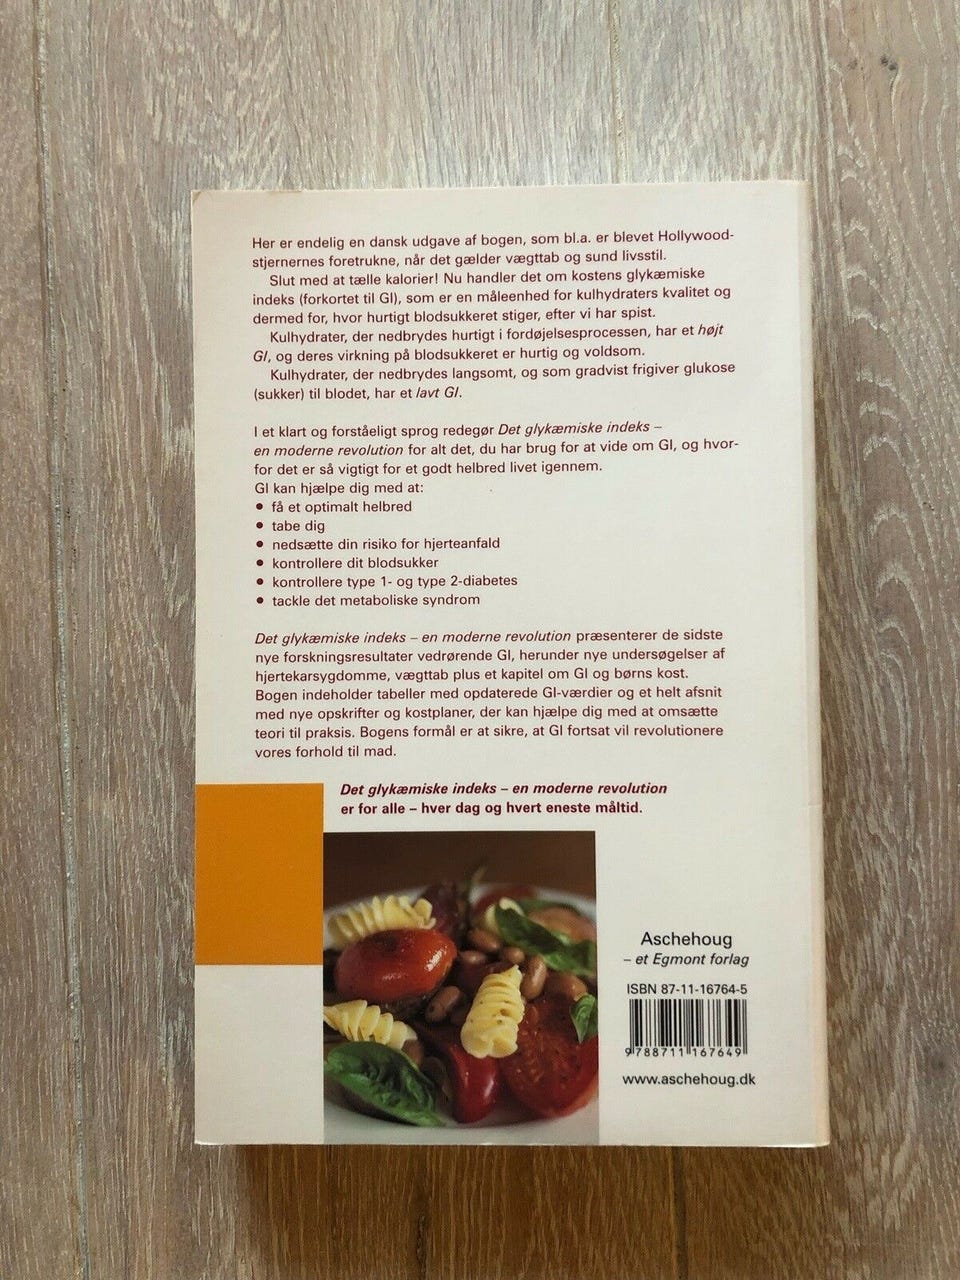 Her er endelig en dansk udgave af bogen, som bl.a. er blevet Hollywood-
stjernernes foretrukne, når det gælder vægttab og sund livsstil.
Slut med at tælle kalorier! Nu handler det om kostens glykæmiske
indeks (forkortet til GI), som er en måleenhed for kulhydraters kvalitet og
dermed for, hvor hurtigt blodsukkeret stiger, efter vi har spist.
Kulhydrater, der nedbrydes hurtigt i fordøjelsesprocessen, har et højt
GI, og deres virkning på blodsukkeret er hurtig og voldsom.
Kulhydrater, der nedbrydes langsomt, og som gradvist frigiver glukose
(sukker) til blodet, har et lavt GI.
I et klart og forståeligt sprog redegør Det glykæmiske indeks –
en moderne revolution for alt det, du har brug for at vide om GI, og hvor-
for det er så vigtigt for et godt helbred livet igennem.
GI kan hjælpe dig med at:
• få et optimalt helbred
• tabe dig
• nedsætte din risiko for hjerteanfald
• kontrollere dit blodsukker
• kontrollere type 1- og type 2-diabetes
• tackle det metaboliske syndrom
Det glykæmiske indeks – en moderne revolution præsenterer de sidste
nye forskningsresultater vedrørende GI, herunder nye undersøgelser af
hjertekarsygdomme, vægttab plus et kapitel om GI og børns kost.
Bogen indeholder tabeller med opdaterede GI-værdier og et helt afsnit
med nye opskrifter og kostplaner, der kan hjælpe dig med at omsætte
teori til praksis. Bogens formål er at sikre, at GI fortsat vil revolutionere
vores forhold til mad.
Det glykæmiske indeks – en moderne revolution
er for alle – hver dag og hvert eneste måltid.
Aschehoug
– et Egmont forlag
ISBN 87-11-16764-5
9788711167649
www.aschehoug.dk